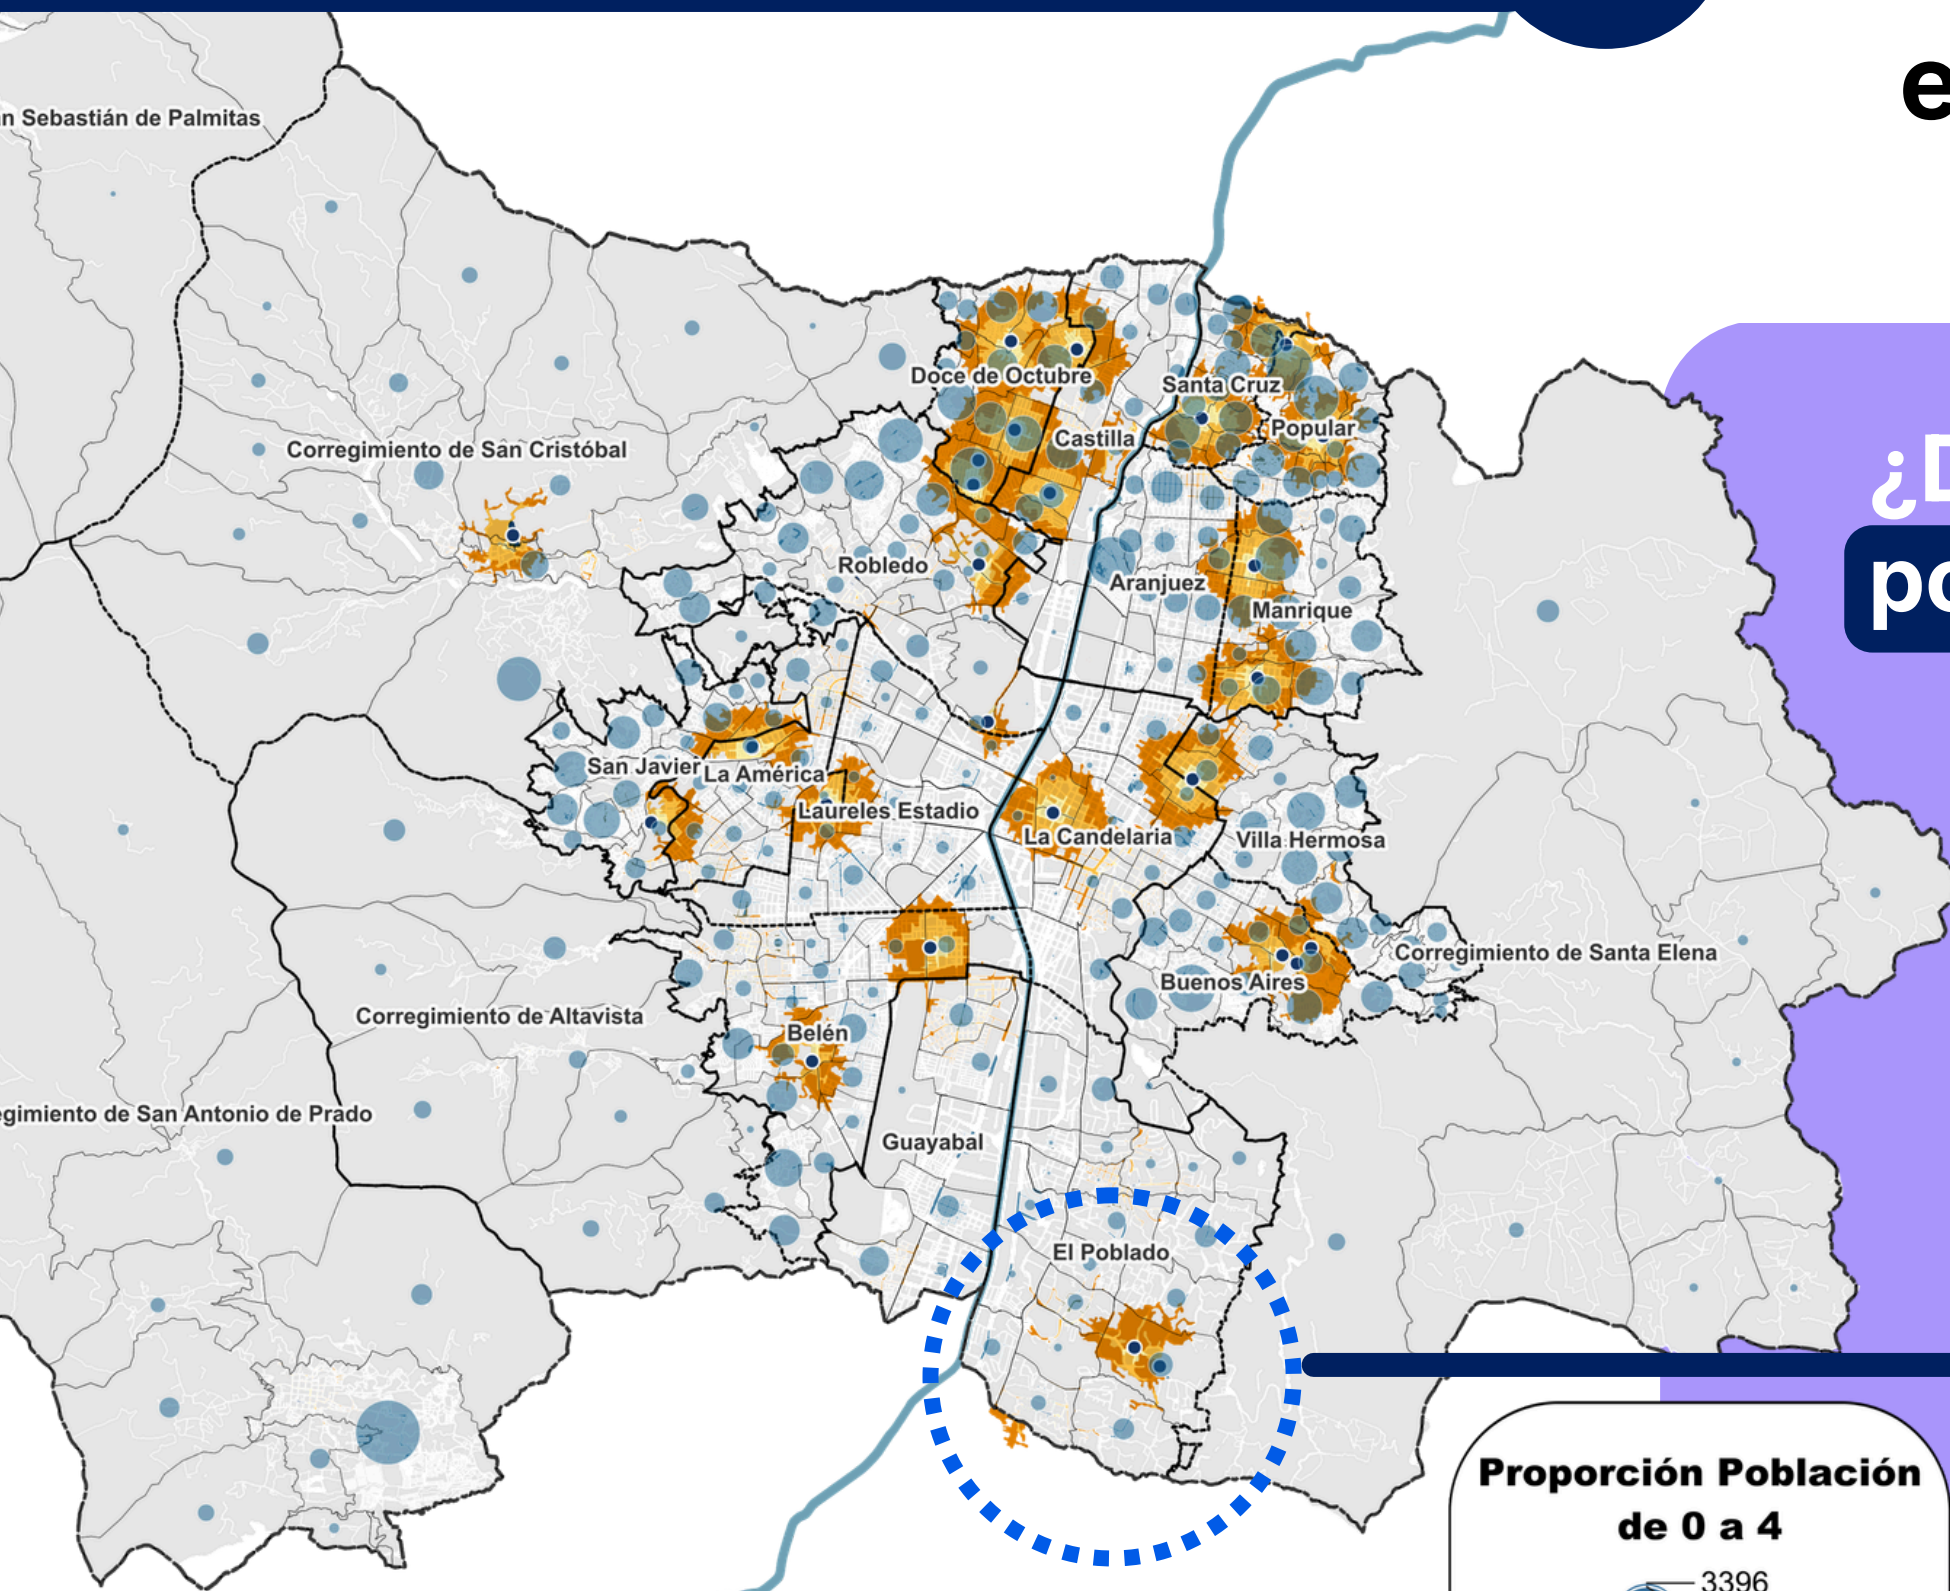 e
n Sebastián de Palmitas
Doce de Octubre
Santa Cruz
Popular
Castilla
Corregimiento de San Cristóbal
¿D
po
Robledo
Aranjuez
Manrique
San Javier
La América
Laureles Estadio
La Candelaria
Villa Hermosa
Corregimiento de Santa Elena
Buenos Aires
Corregimiento de Altavista
Belén
egimiento de San Antonio de Prado
Guayabal
El Poblado
Proporción Población
de 0 a 4
3396